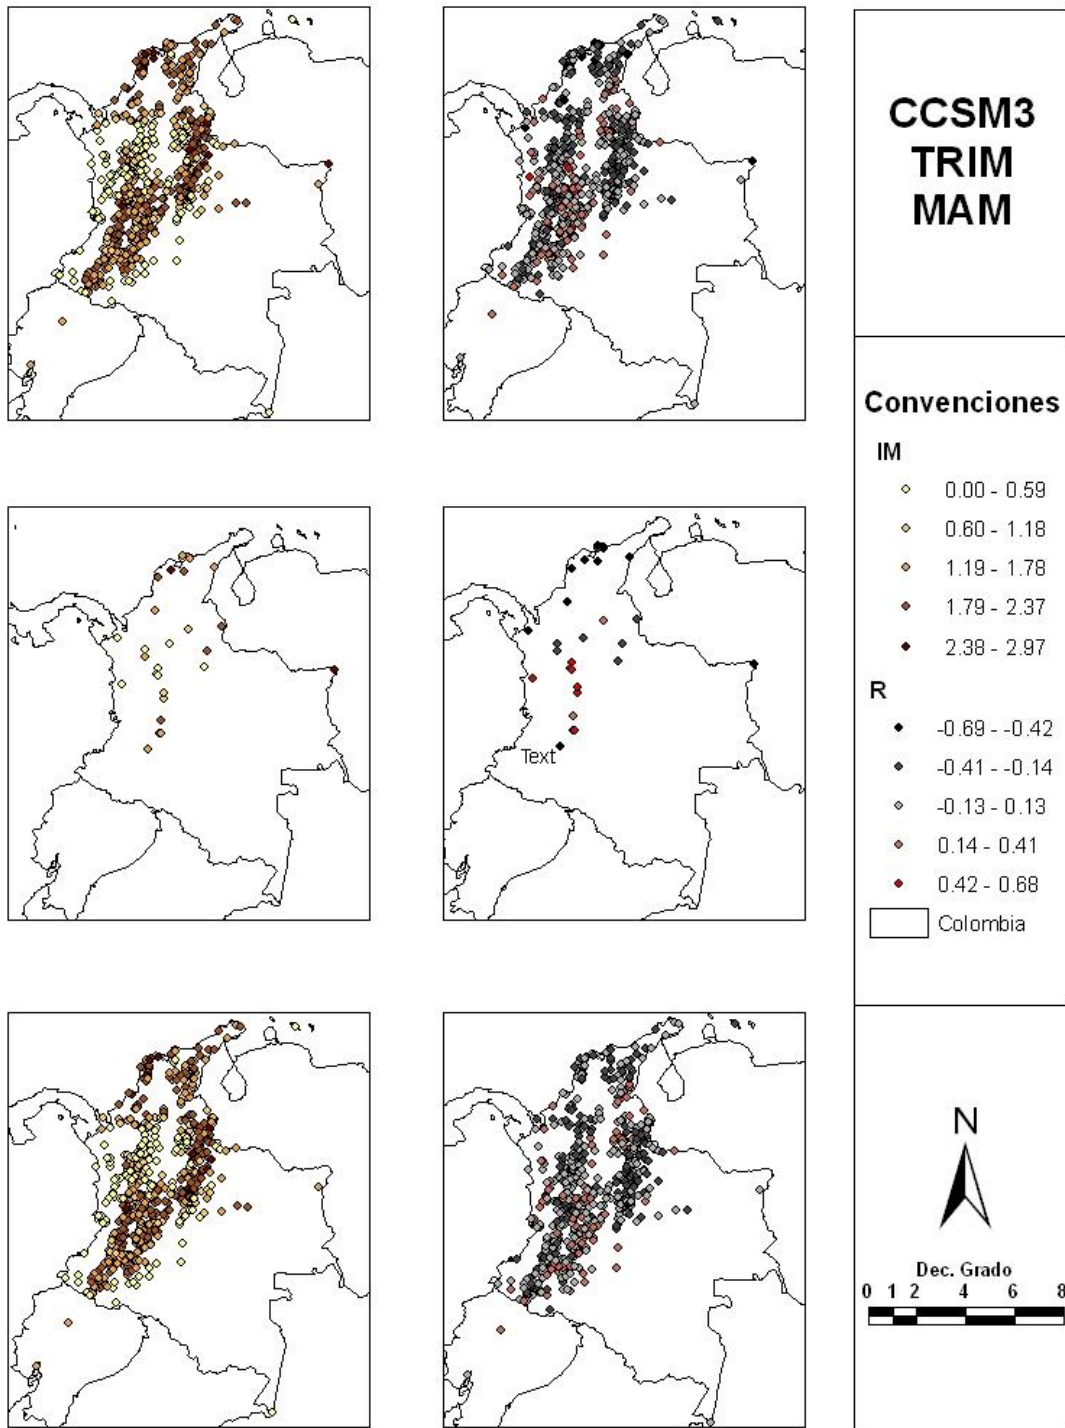 CCSM3
TRIM
MAM
Convenciones
IM
0.00 - 0.59
0.60 - 1.18
1.19 - 1.78
1.79 - 2.37
2.38 - 2.97
R
-0.69 - -0.42
-0.41 - -0.14
-0.13 - 0.13
0.14 - 0.41
0.42 - 0.68
Colombia
Text
N
Dec. Grado
0 1 2 4 6 8